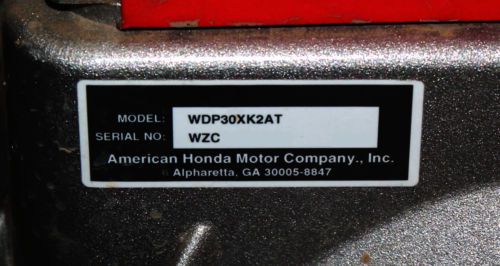 MODEL: WDP30XK2AT
SERIAL NO: WZC
American Honda Motor Company., Inc.
Alpharetta, GA 30005-8847